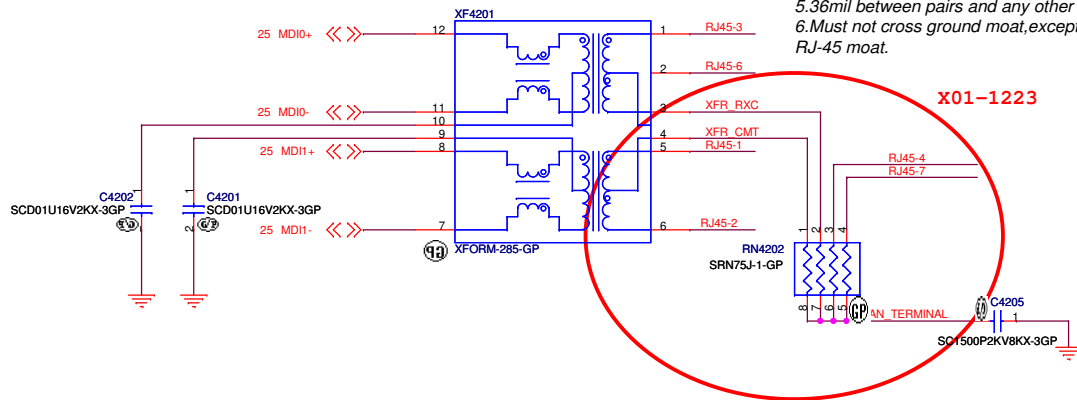 5.36mil between pairs and any other
6.Must not cross ground moat,except
RJ-45 moat.
XF4201
25 MDI0+
12
1
RJ45-3
2
RJ45-6
X01-1223
25 MDI0-
11
3
XFR_RXC
10
9
4
XFR_CMT
25 MDI1+
8
5
RJ45-1
RJ45-4
RJ45-7
1
C4202
SCD01U16V2KX-3GP
1
C4201
SCD01U16V2KX-3GP
2
25 MDI1-
7
6
RJ45-2
GP
XFORM-285-GP
1
2
3
4
RN4202
SRN75J-1-GP
8
7
6
5
GP
AN_TERMINAL
C4205
1
SC1500P2KV8KX-3GP